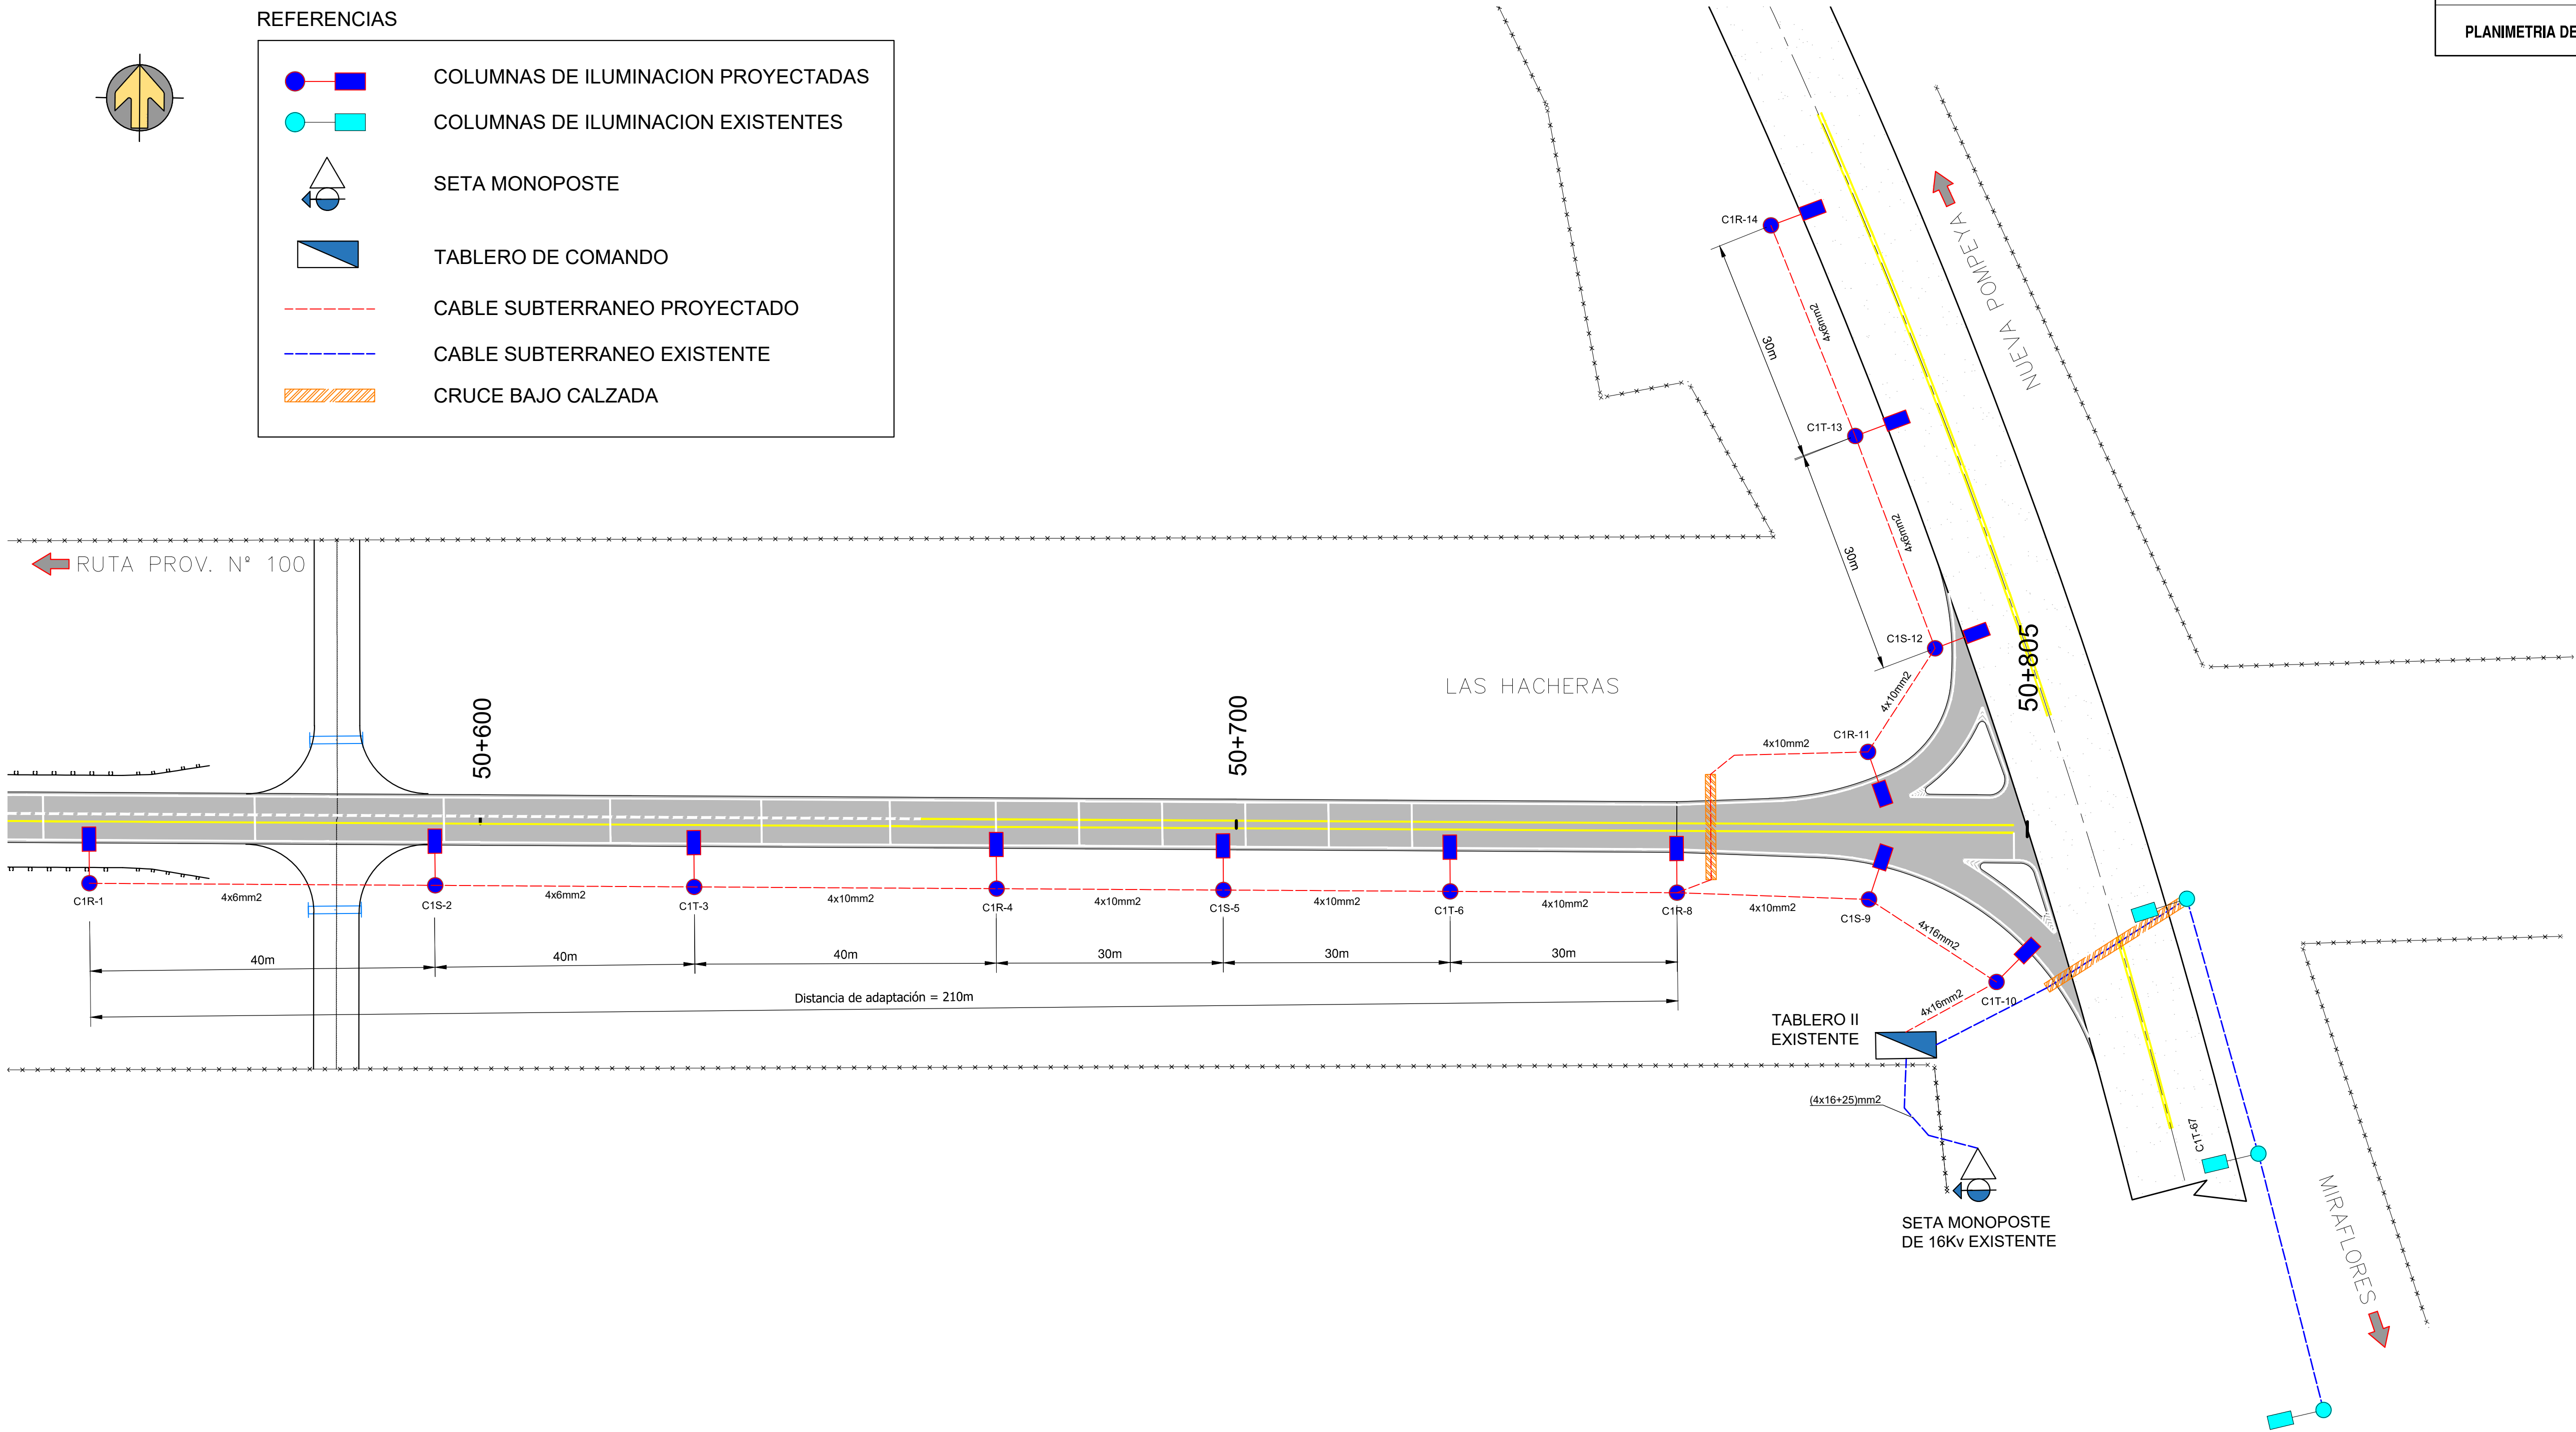 REFERENCIAS
COLUMNAS DE ILUMINACION PROYECTADAS
COLUMNAS DE ILUMINACION EXISTENTES
SETA MONOPOSTE
TABLERO DE COMANDO
CABLE SUBTERRANEO PROYECTADO
CABLE SUBTERRANEO EXISTENTE
CRUCE BAJO CALZADA
PLANIMETRIA DE
C1R-14
4x6mm2
30m
C1T-13
4x6mm2
30m
C1S-12
NUEVA POMPEYA
RUTA PROV. Nº 100
LAS HACHERAS
50+600
50+700
50+805
4x10mm2
C1R-11
4x10mm2
C1R-1
4x6mm2
C1S-2
4x6mm2
C1T-3
4x10mm2
C1R-4
4x10mm2
C1S-5
4x10mm2
C1T-6
4x10mm2
C1R-8
4x10mm2
C1S-9
4x16mm2
C1T-10
4x16mm2
40m
40m
40m
30m
30m
30m
Distancia de adaptación = 210m
TABLERO II
EXISTENTE
(4x16+25)mm2
SETA MONOPOSTE
DE 16Kv EXISTENTE
C1T-67
MIRAFLORES